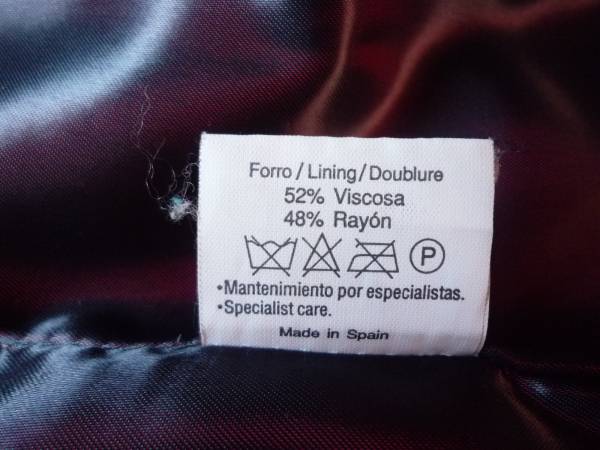 Forro / Lining / Doublure
52% Viscosa
48% Rayón
P
•Mantenimiento por especialistas.
•Specialist care.
Made in Spain